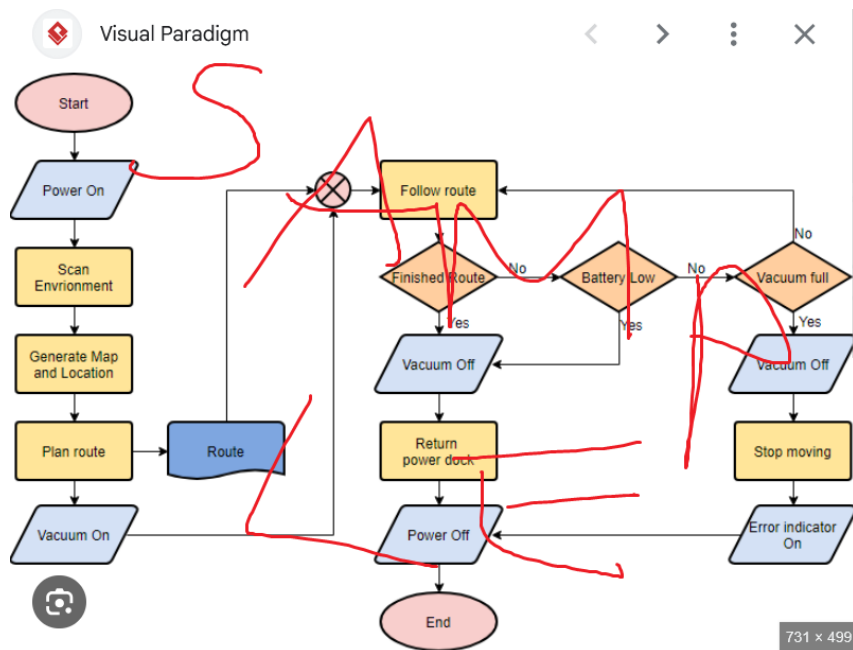 Visual Paradigm
SAMPLE
Start
Power On
Scan
Envrionment
Generate Map
and Location
Plan route
Route
Vacuum On
Follow route
Finished Route
No
Battery Low
No
Vacuum full
No
Yes
Yes
Yes
Vacuum Off
Vacuum Off
Return
power dock
Stop moving
Power Off
Error indicator
On
End
731 x 499